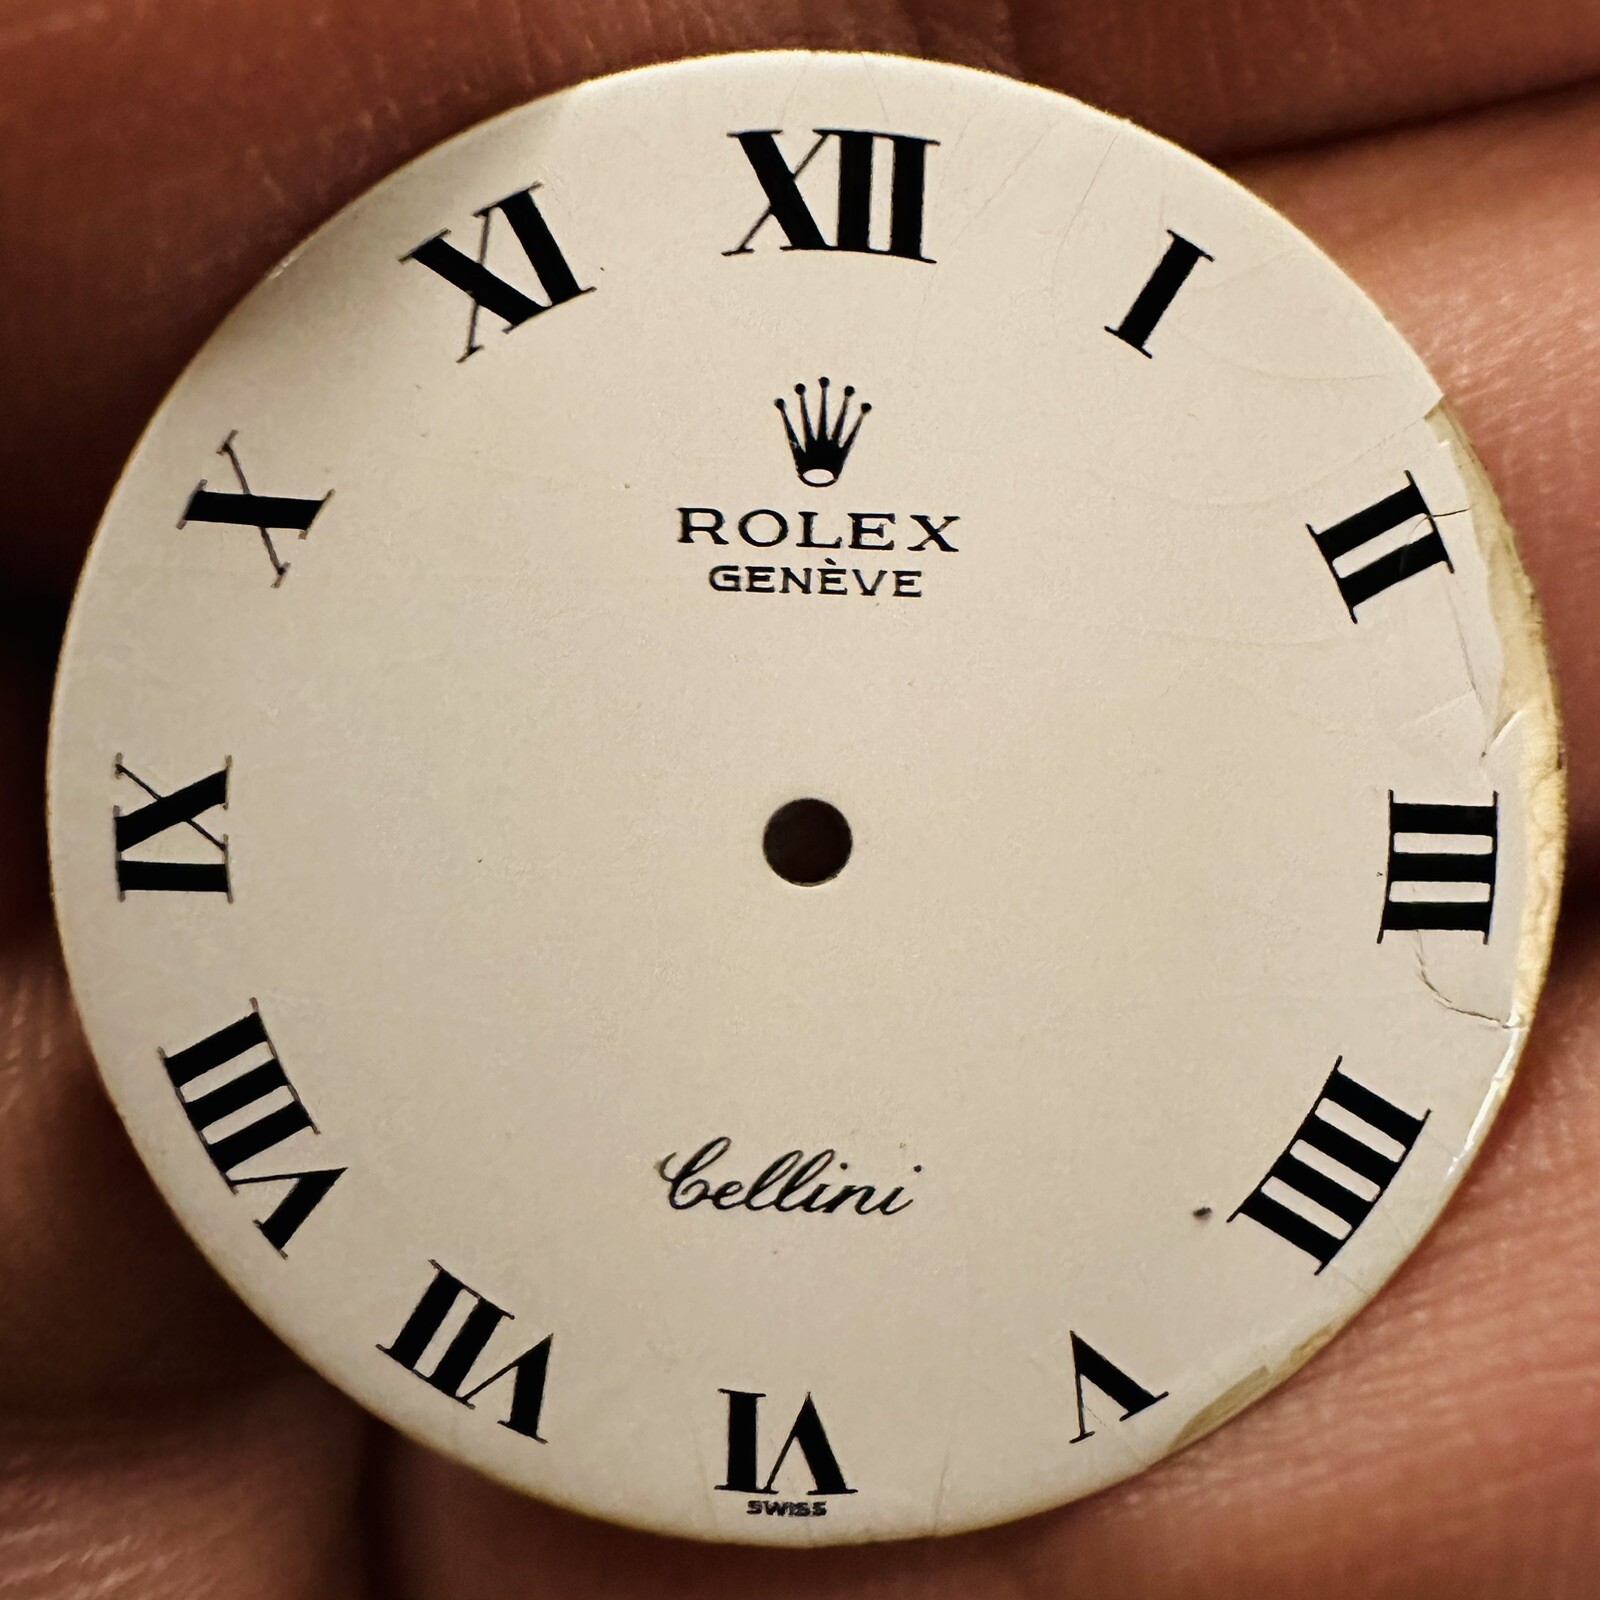 XII
I
II
III
IIII
V
VI
VII
VIII
IX
X
XI
ROLEX
GENÈVE
Cellini
SWISS